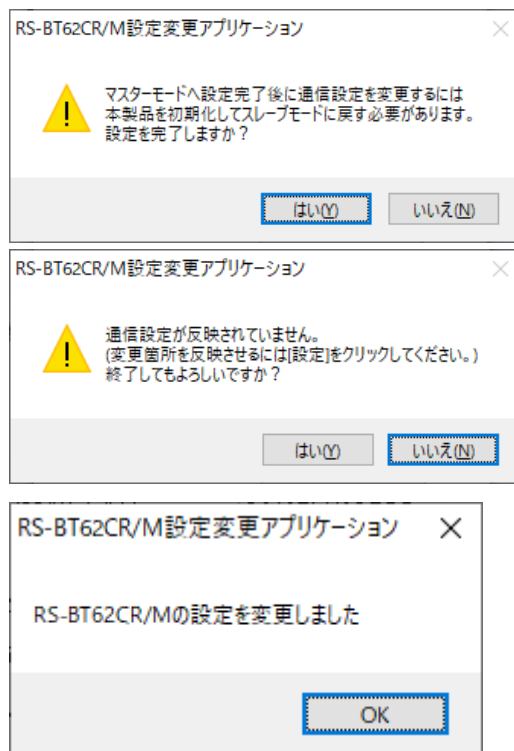 RS-BT62CR/M設定変更アプリケーション
マスターモードへ設定完了後に通信設定を変更するには
本製品を初期化してスレーブモードに戻す必要があります。
設定を完了しますか?
はい(Y)
いいえ(N)
RS-BT62CR/M設定変更アプリケーション
通信設定が反映されていません。
(変更箇所を反映させるには[設定]をクリックしてください。)
終了してもよろしいですか?
はい(Y)
いいえ(N)
RS-BT62CR/M設定変更アプリケーション
RS-BT62CR/Mの設定を変更しました
OK